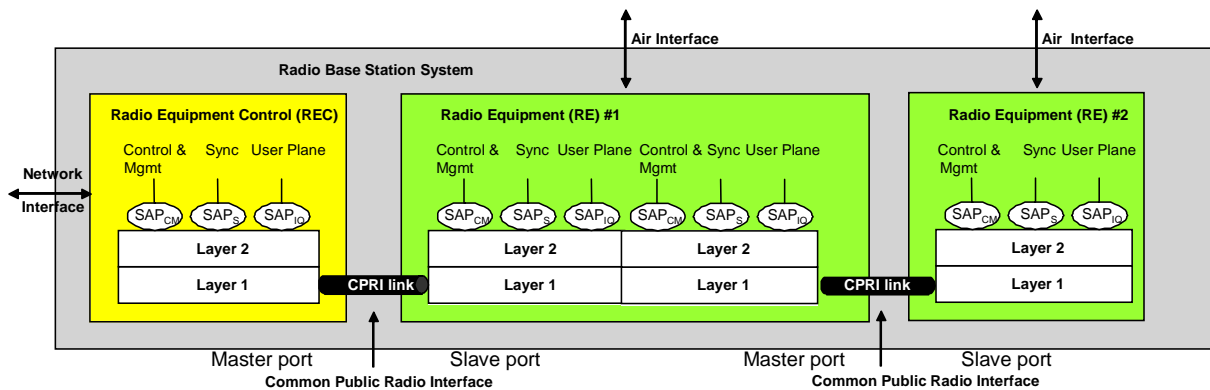 Air Interface
Air Interface
Radio Base Station System
Radio Equipment Control (REC)
Radio Equipment (RE) #1
Radio Equipment (RE) #2
Control & Mgmt Sync User Plane
Control & Mgmt Sync User Plane
Control & Mgmt Sync User Plane
Control & Mgmt Sync User Plane
Network
Interface
SAPCM SAPS SAPIQ
SAPCM SAPS SAPIQ
SAPCM SAPS SAPIQ
SAPCM SAPS SAPIQ
Layer 2
Layer 2
Layer 2
Layer 2
Layer 1
CPRI link
Layer 1
Layer 1
CPRI link
Layer 1
Master port
Slave port
Master port
Slave port
Common Public Radio Interface
Common Public Radio Interface